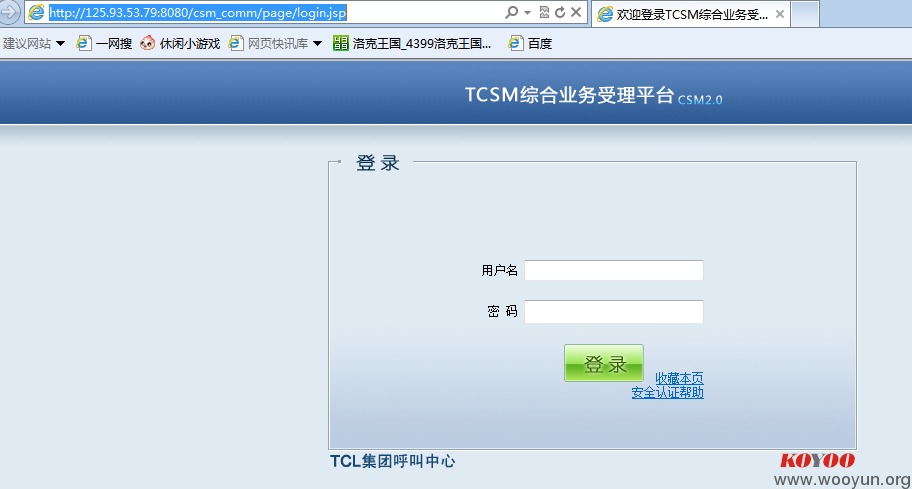 http://125.93.53.79:8080/csm_comm/page/login.jsp
欢迎登录TCSM综合业务受...
建议网站 一网搜 休闲小游戏 网页快讯库 洛克王国_4399洛克王国... 百度
TCSM综合业务受理平台 CSM2.0
登录
用户名
密 码
登录
收藏本页
安全认证帮助
TCL集团呼叫中心
KOYOO
www.wooyun.org